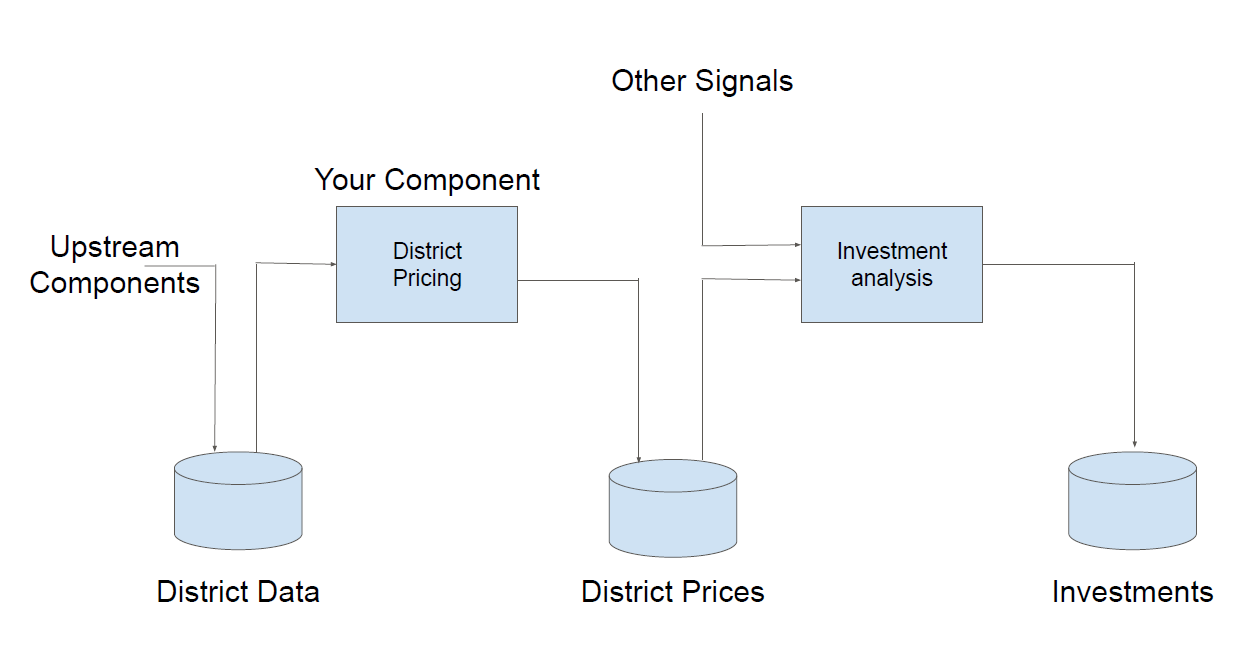 Other Signals
Your Component
Upstream
Components
District
Pricing
Investment
analysis
District Data
District Prices
Investments